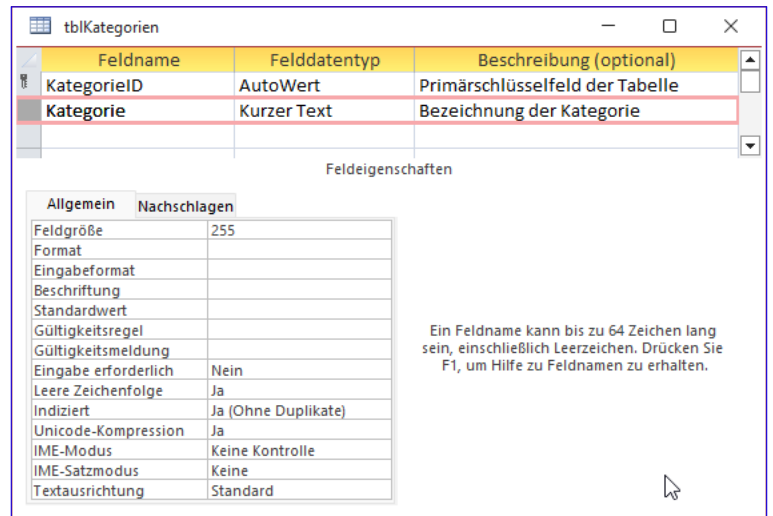 tblKategorien
Feldname Felddatentyp Beschreibung (optional)
KategorieID AutoWert Primärschlüsselfeld der Tabelle
Kategorie Kurzer Text Bezeichnung der Kategorie
Feldeigenschaften
Allgemein Nachschlagen
Feldgröße 255
Format
Eingabeformat
Beschriftung
Standardwert
Gültigkeitsregel
Gültigkeitsmeldung
Eingabe erforderlich Nein
Leere Zeichenfolge Ja
Indiziert Ja (Ohne Duplikate)
Unicode-Kompression Ja
IME-Modus Keine Kontrolle
IME-Satzmodus Keine
Textausrichtung Standard
Ein Feldname kann bis zu 64 Zeichen lang
sein, einschließlich Leerzeichen. Drücken Sie
F1, um Hilfe zu Feldnamen zu erhalten.